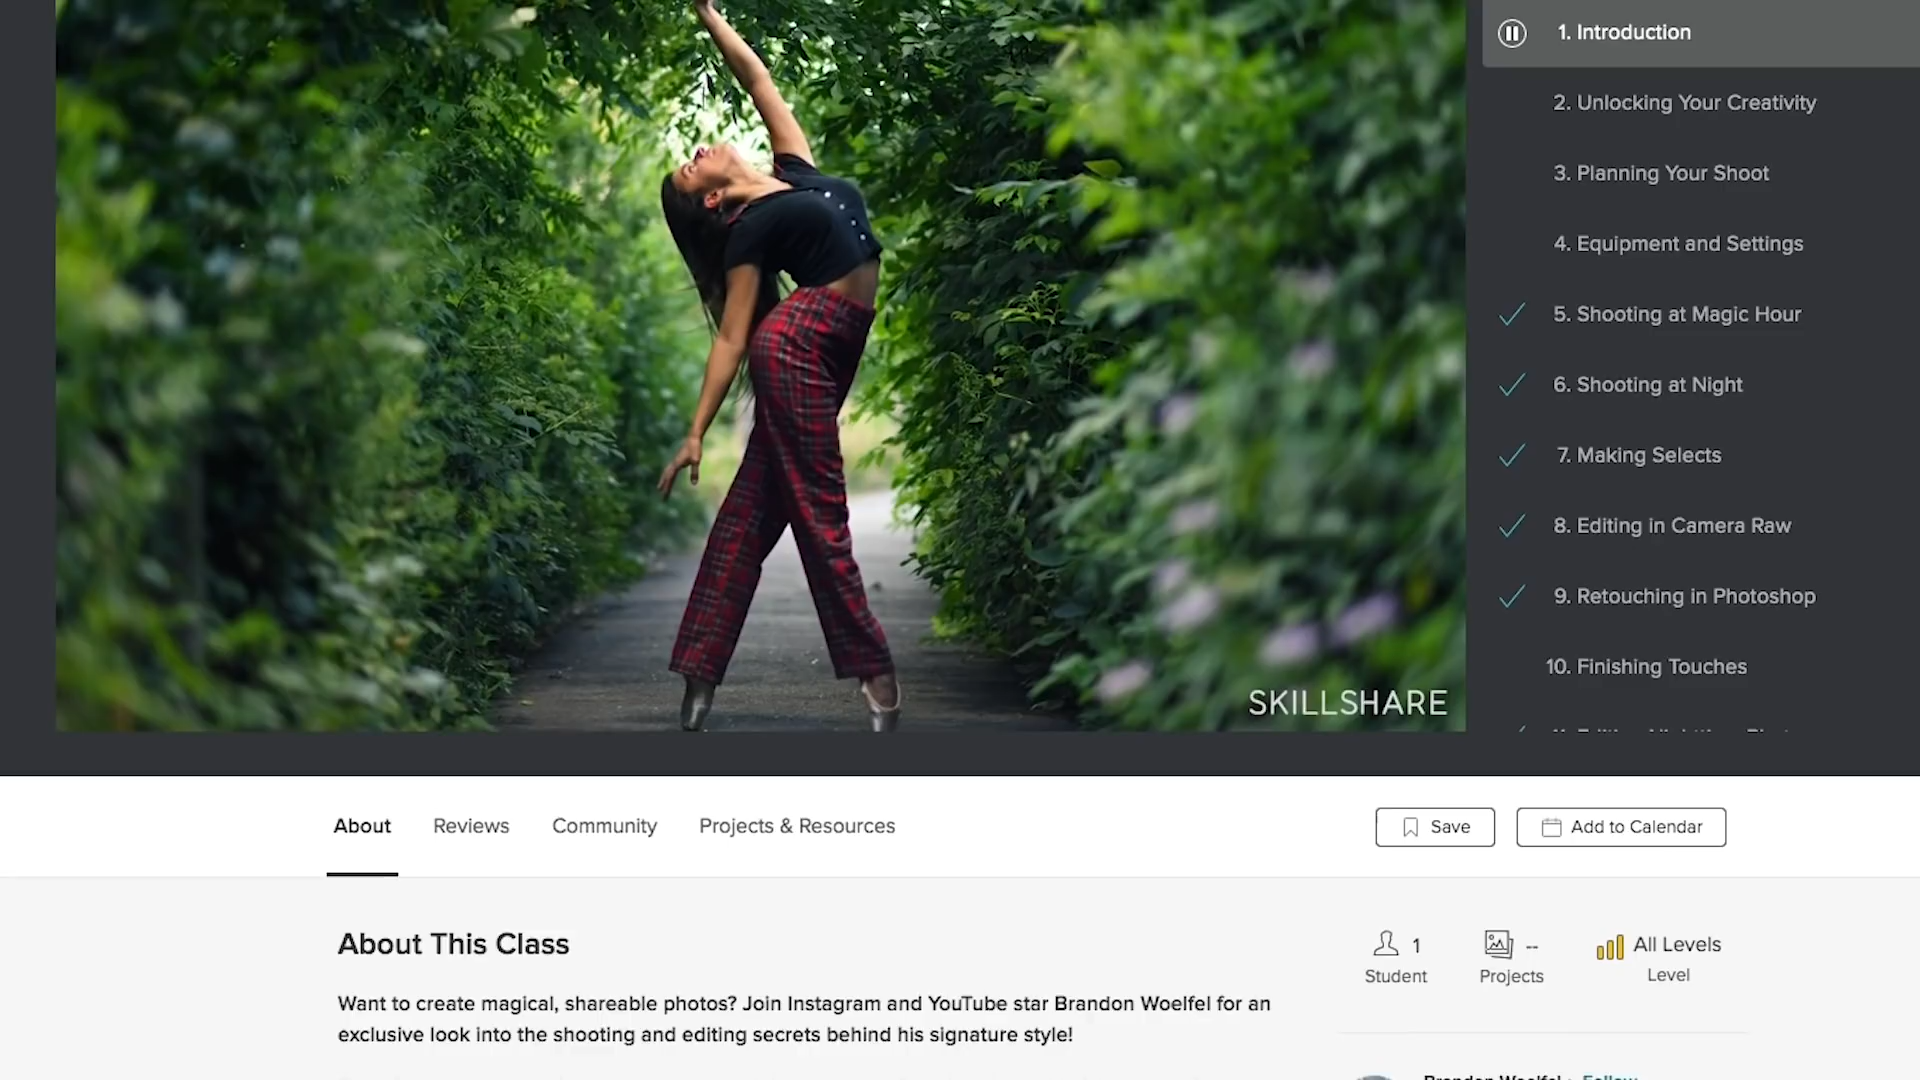 SKILLSHARE
1. Introduction
2. Unlocking Your Creativity
3. Planning Your Shoot
4. Equipment and Settings
5. Shooting at Magic Hour
6. Shooting at Night
7. Making Selects
8. Editing in Camera Raw
9. Retouching in Photoshop
10. Finishing Touches
About
Reviews
Community
Projects & Resources
Save
Add to Calendar
About This Class
Want to create magical, shareable photos? Join Instagram and YouTube star Brandon Woelfel for an
exclusive look into the shooting and editing secrets behind his signature style!
1
Student
--
Projects
All Levels
Level
Brandon Woelfel · Follow